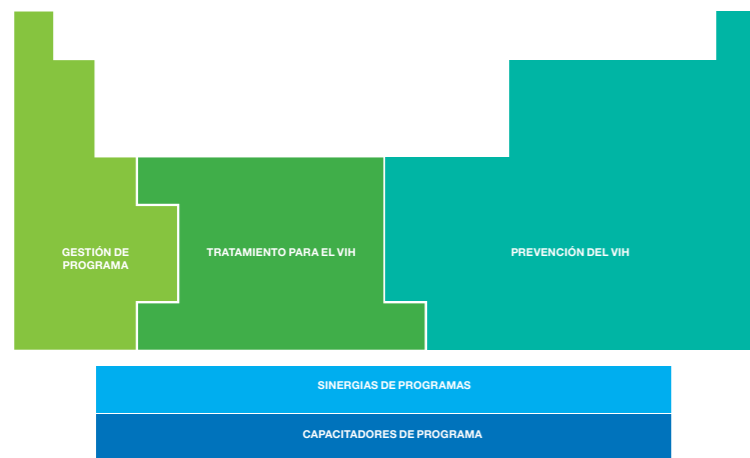 GESTIÓN DE
PROGRAMA
TRATAMIENTO PARA EL VIH
PREVENCIÓN DEL VIH
SINERGIAS DE PROGRAMAS
CAPACITADORES DE PROGRAMA